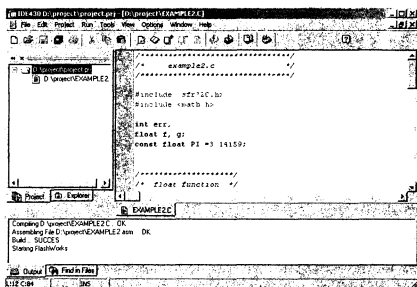 IDE430 D:\project\project.prj - [D:\project\EXAMPLE2.C]
File Edit Project Run Tools View Options Window Help
D:\project\project.prj
D:\project\EXAMPLE2
/***************************/
/* example2.c */
/***************************/
#include
#include <math h>
int err,
float f, g;
const float PI =3 14159;
/********************/
/* float function */
Project
Explorer
EXAMPLE2.C
Compiling D:\project\EXAMPLE2.C . OK
Assembling File D:\project\EXAMPLE2 asm OK
Build .. SUCCES
Starting FlashWorks
Output
Find in Files
L:12 C:84 INS